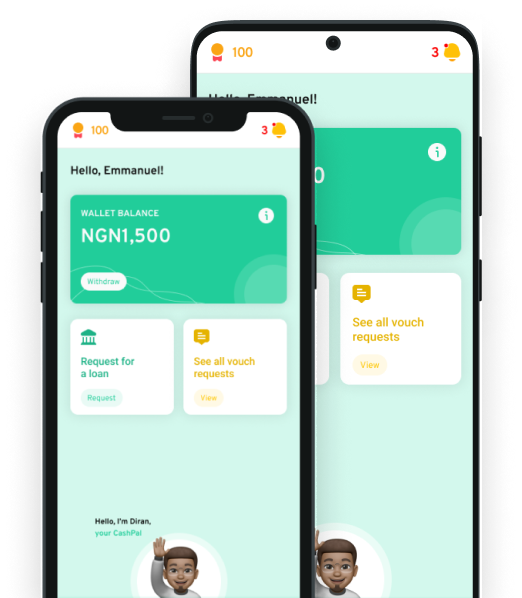 100
3
Hello, Emmanuel!
WALLET BALANCE
NGN1,500
Withdraw
Request for
a loan
Request
See all vouch
requests
View
Hello, I'm Diran,
your CashPal
100
3
Hello, Emmanuel!
0
See all vouch
requests
View